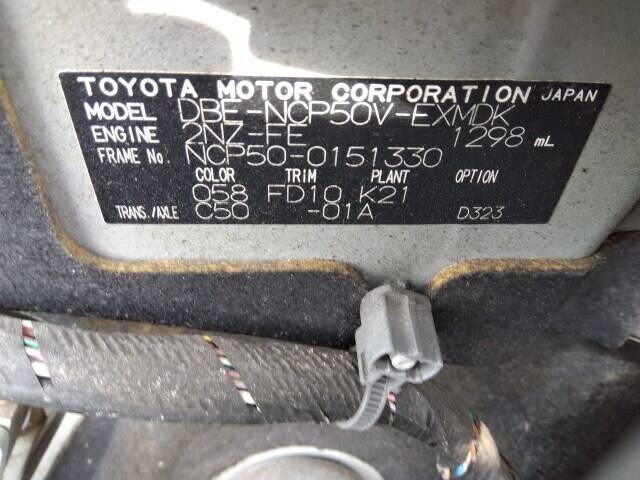 TOYOTA MOTOR CORPORATION JAPAN
MODEL DBE-NCP50V-EXMDK
ENGINE 2NZ-FE 1298 mL
FRAME No. NCP50-0151330
COLOR TRIM PLANT OPTION
058 FD10 K21
TRANS./AXLE C50 -01A D323